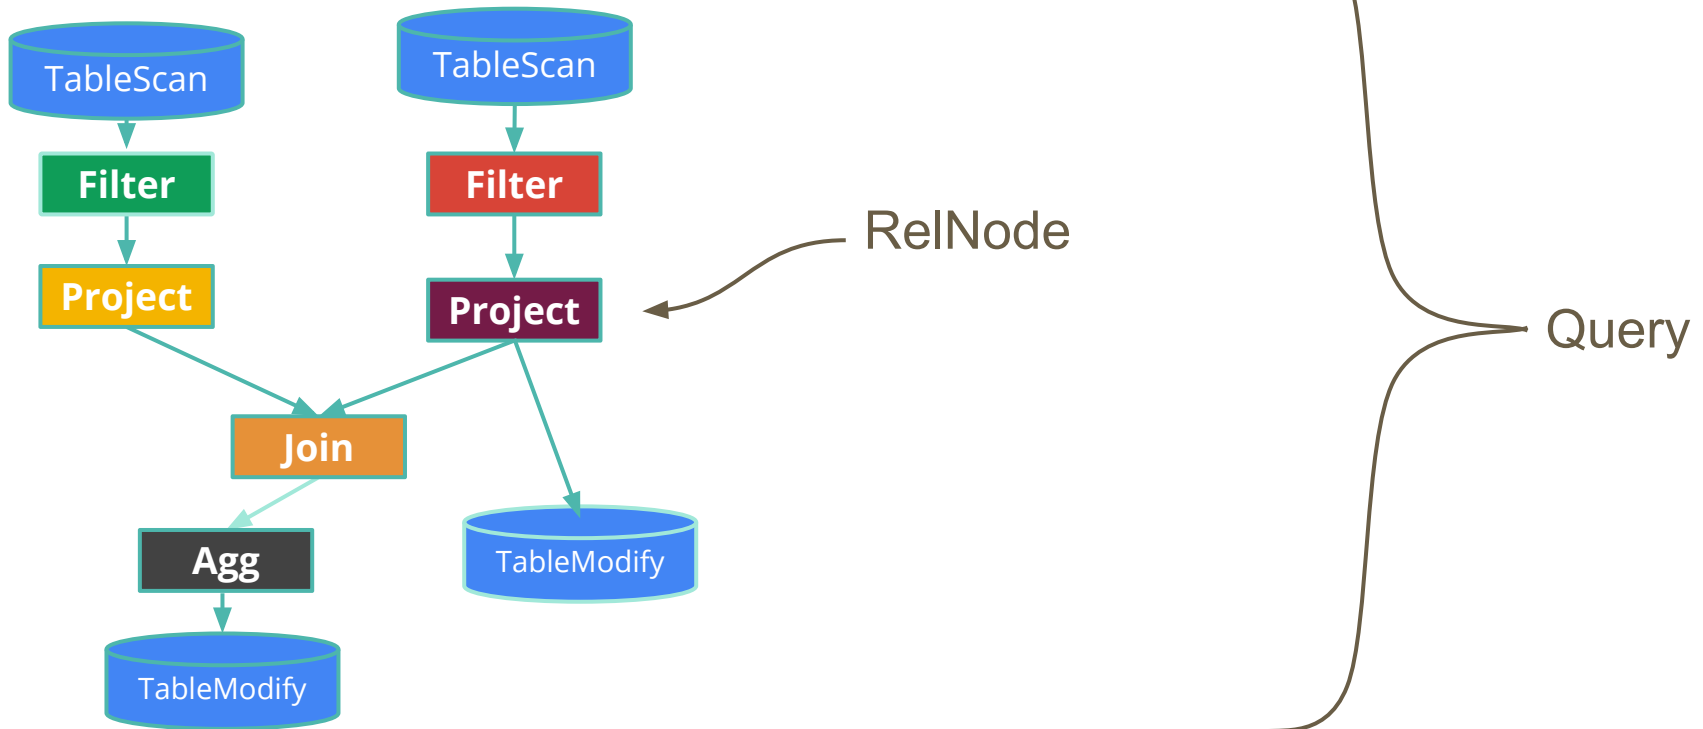 TableScan
TableScan
Filter
Filter
RelNode
Project
Project
Query
Join
Agg
TableModify
TableModify